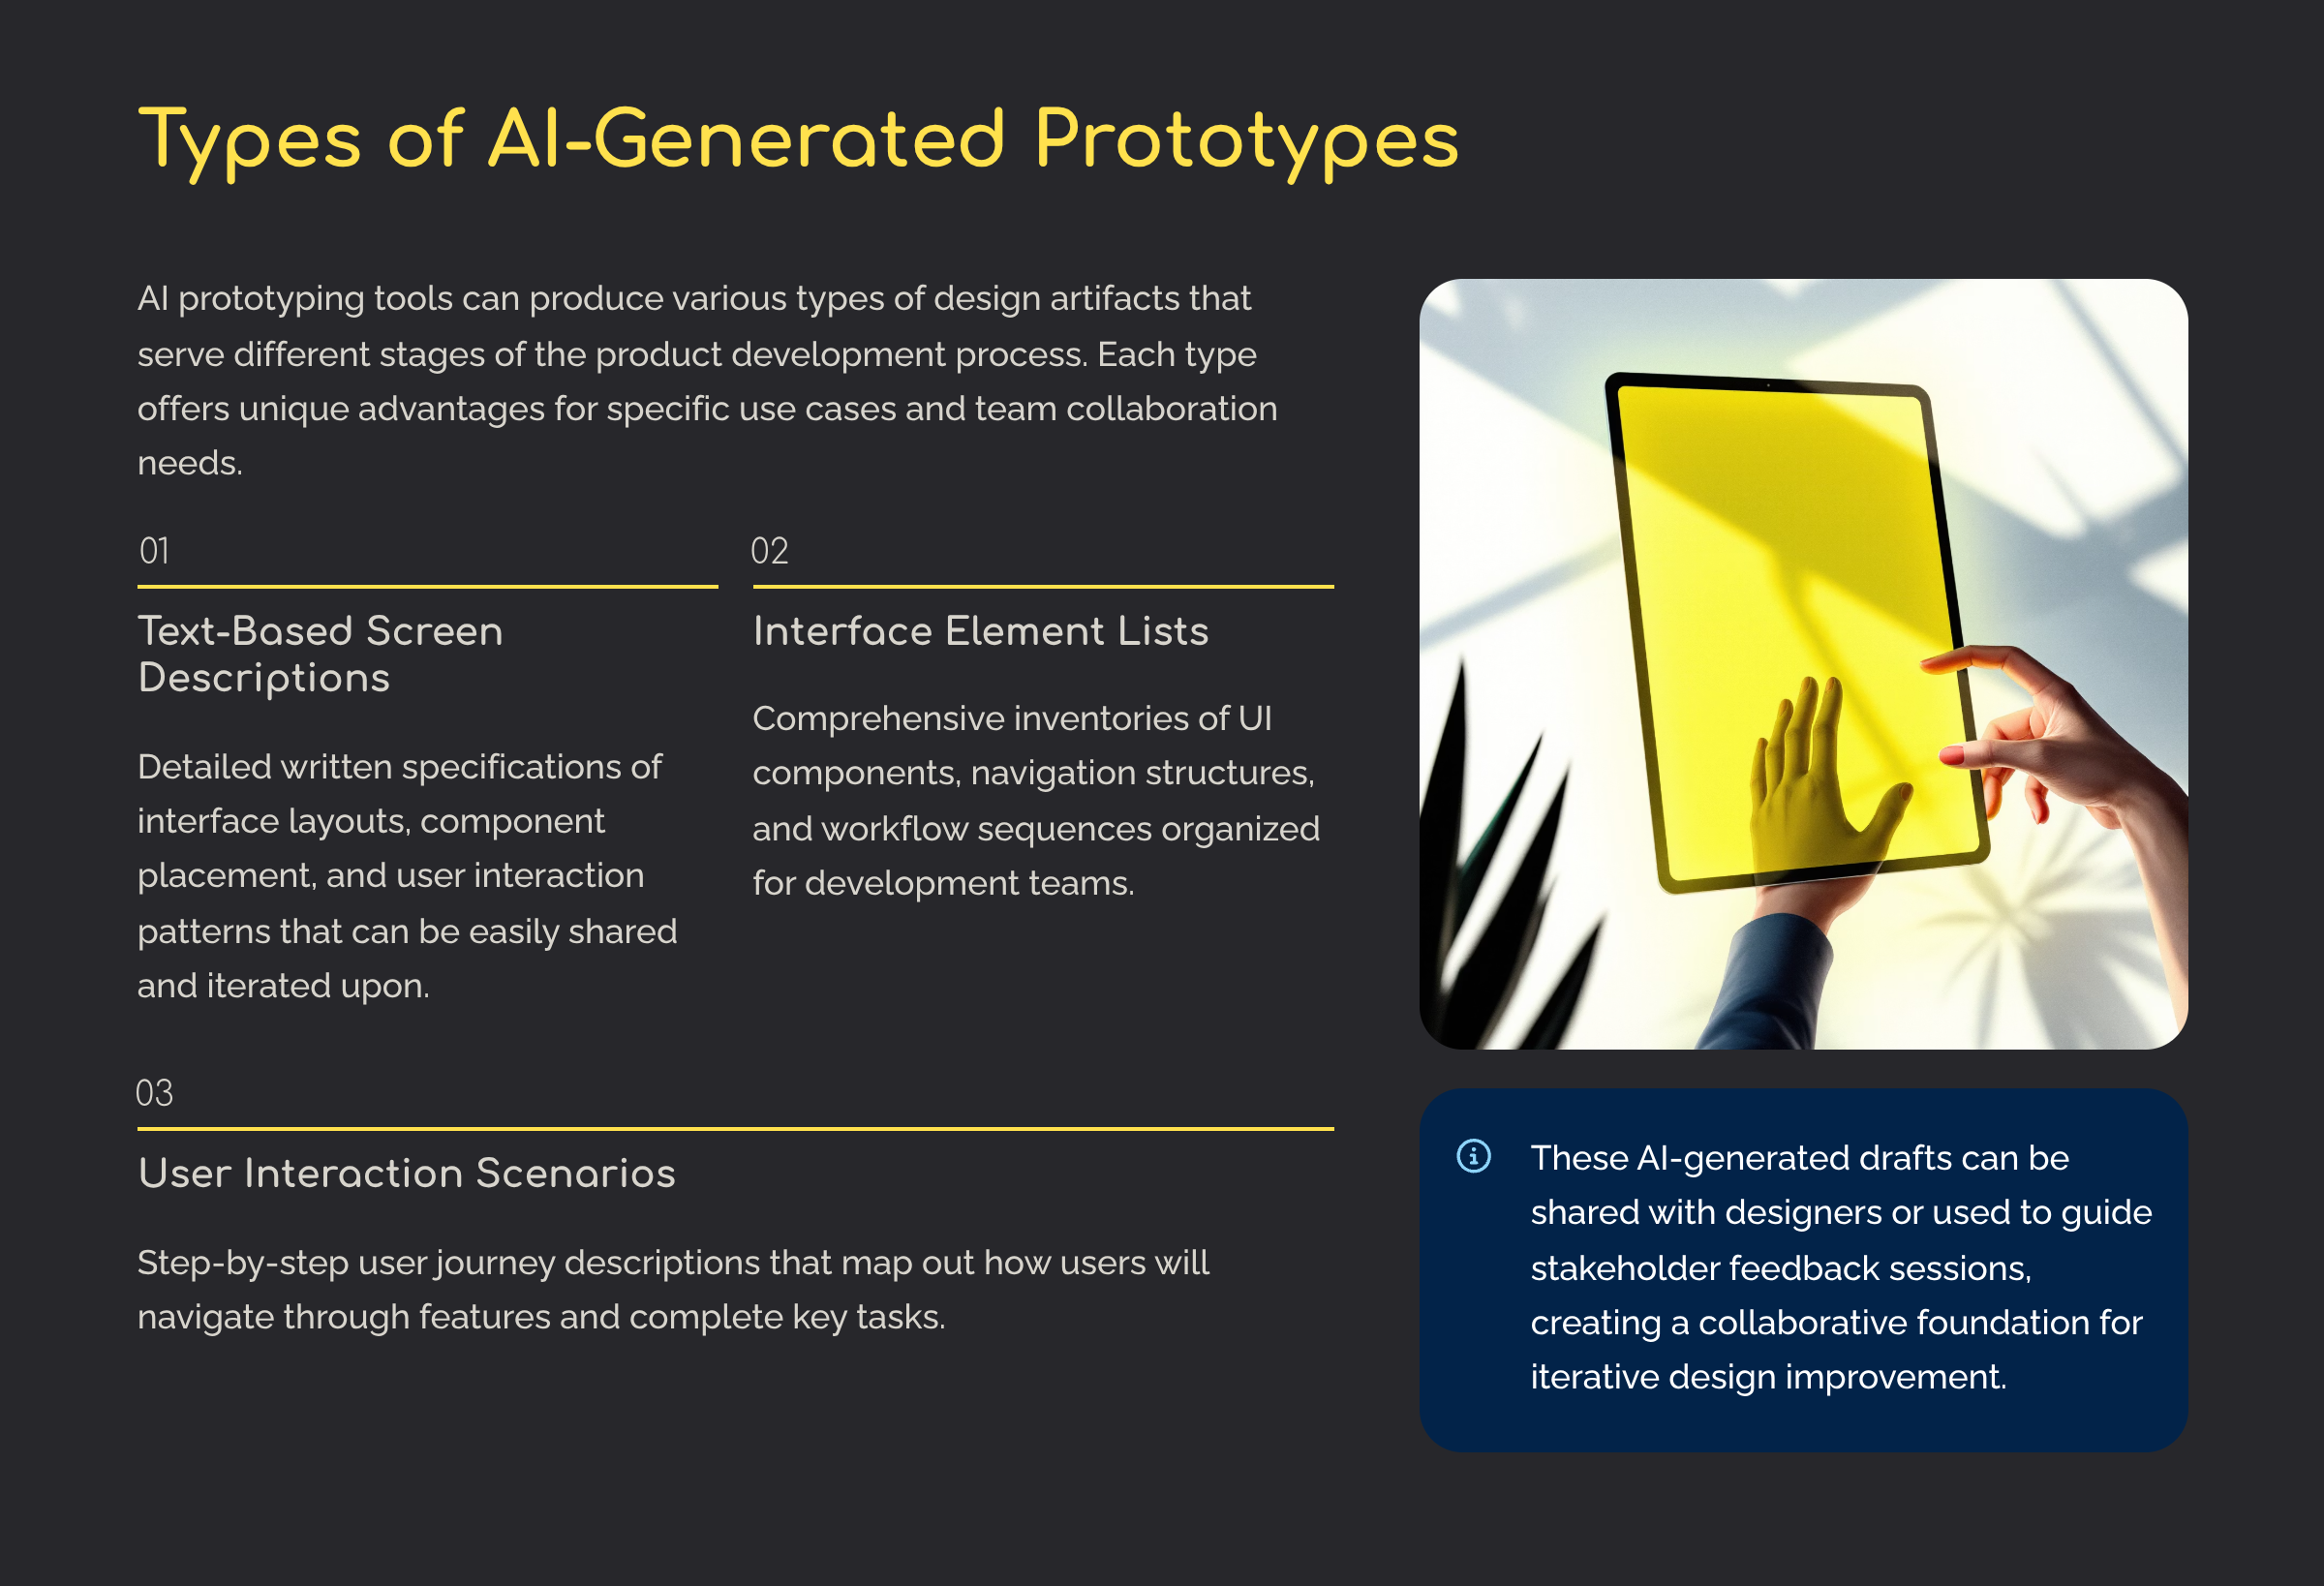 Types of AI-Generated Prototypes
AI prototyping tools can produce various types of design artifacts that
serve different stages of the product development process. Each type
offers unique advantages for specific use cases and team collaboration
needs.
01
Text-Based Screen
Descriptions
Detailed written specifications of
interface layouts, component
placement, and user interaction
patterns that can be easily shared
and iterated upon.
02
Interface Element Lists
Comprehensive inventories of UI
components, navigation structures,
and workflow sequences organized
for development teams.
03
User Interaction Scenarios
Step-by-step user journey descriptions that map out how users will
navigate through features and complete key tasks.
These AI-generated drafts can be
shared with designers or used to guide
stakeholder feedback sessions,
creating a collaborative foundation for
iterative design improvement.